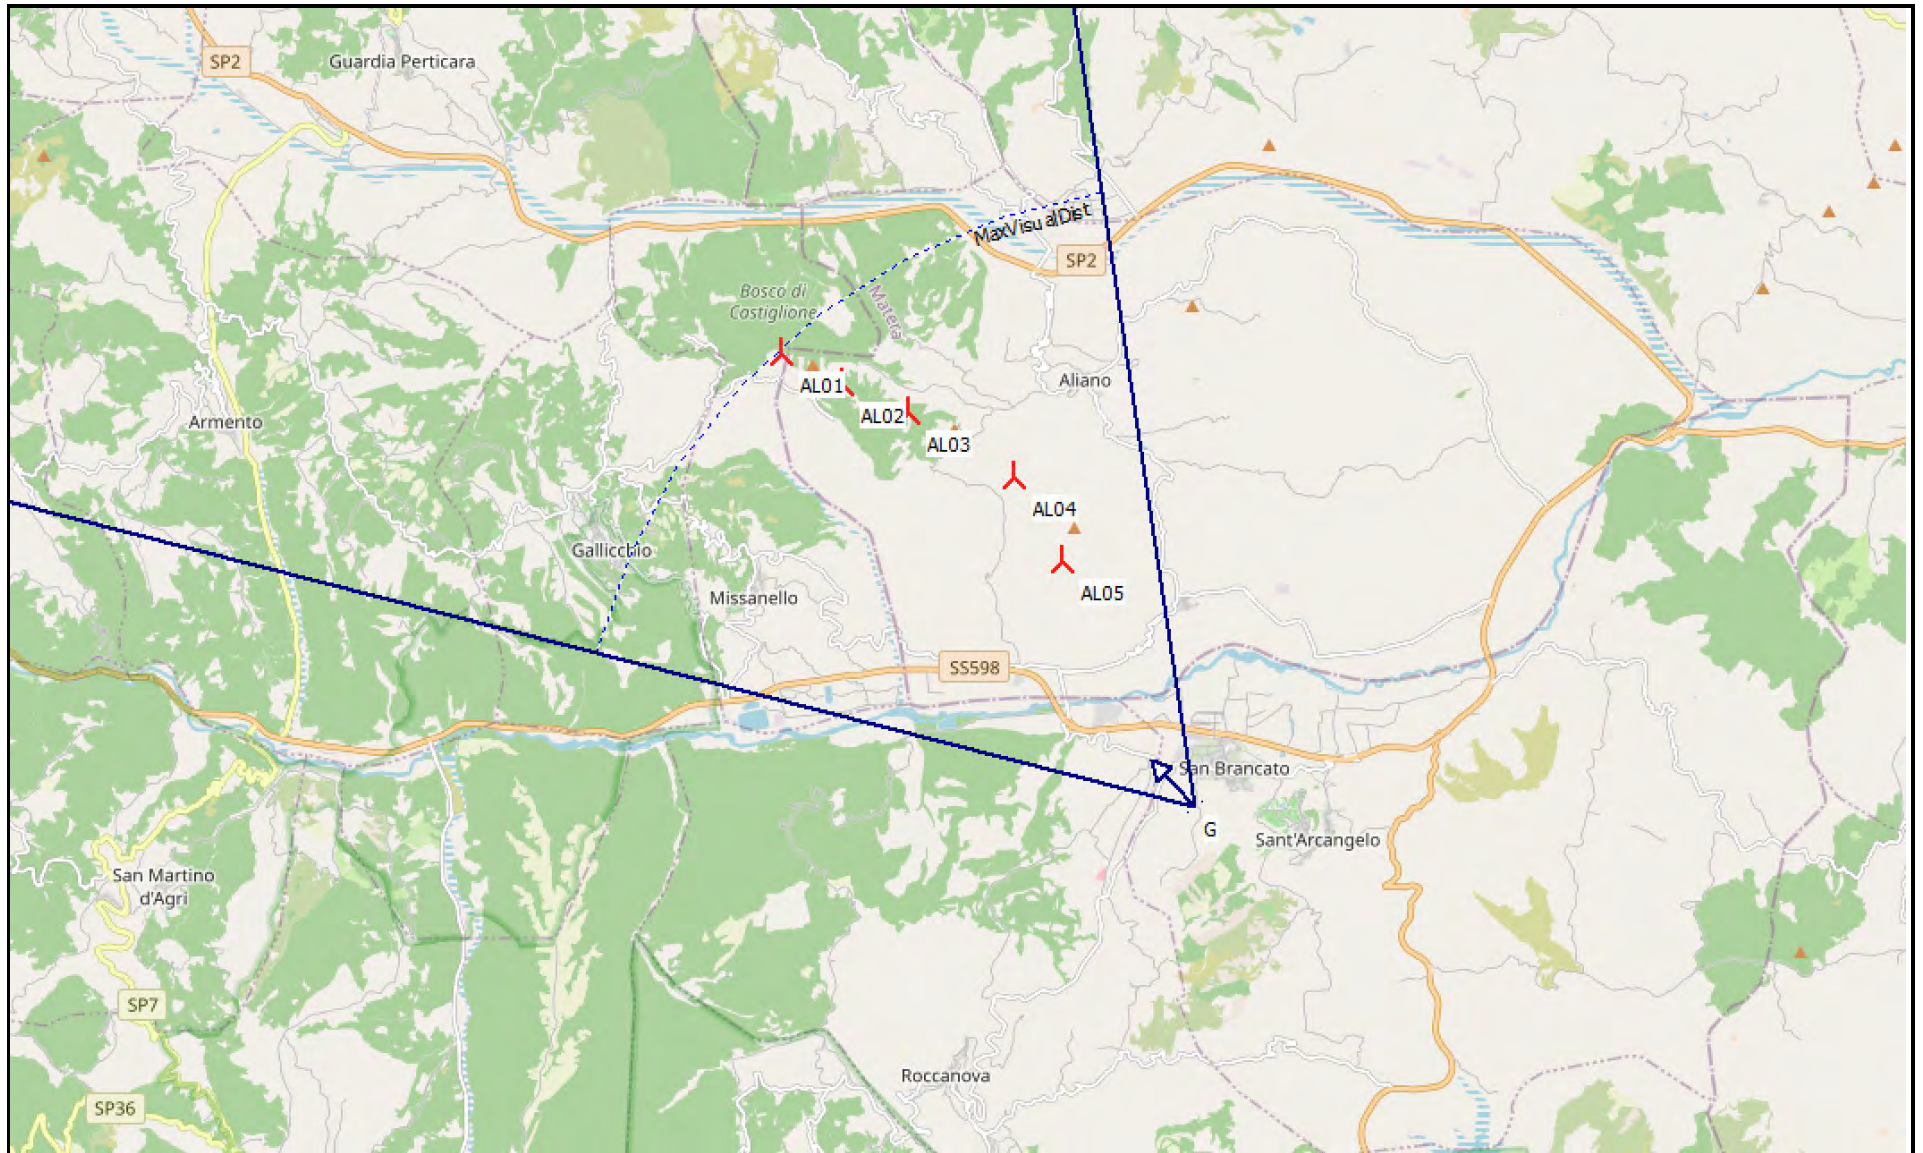 SP2
Guardia Perticara
MaxVisualDist
SP2
Bosco di
Castiglione
Matera
AL01
Aliano
AL02
Armento
AL03
AL04
Gallicchio
AL05
Missanello
SS598
San Brancato
G
Sant'Arcangelo
San Martino
d'Agri
SP7
Roccanova
SP36